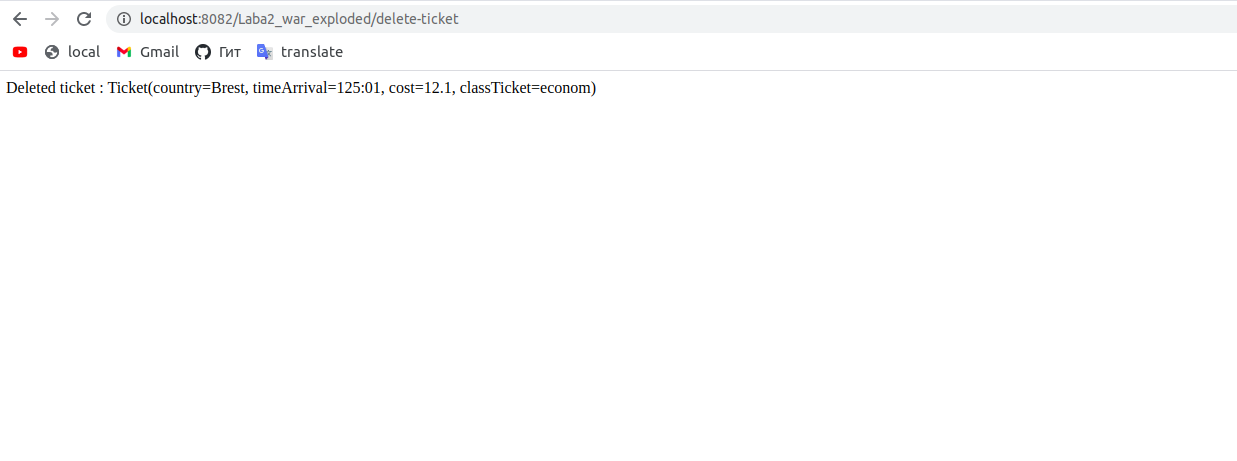 localhost:8082/Laba2_war_exploded/delete-ticket
local Gmail Гит translate
Deleted ticket : Ticket(country=Brest, timeArrival=125:01, cost=12.1, classTicket=econom)